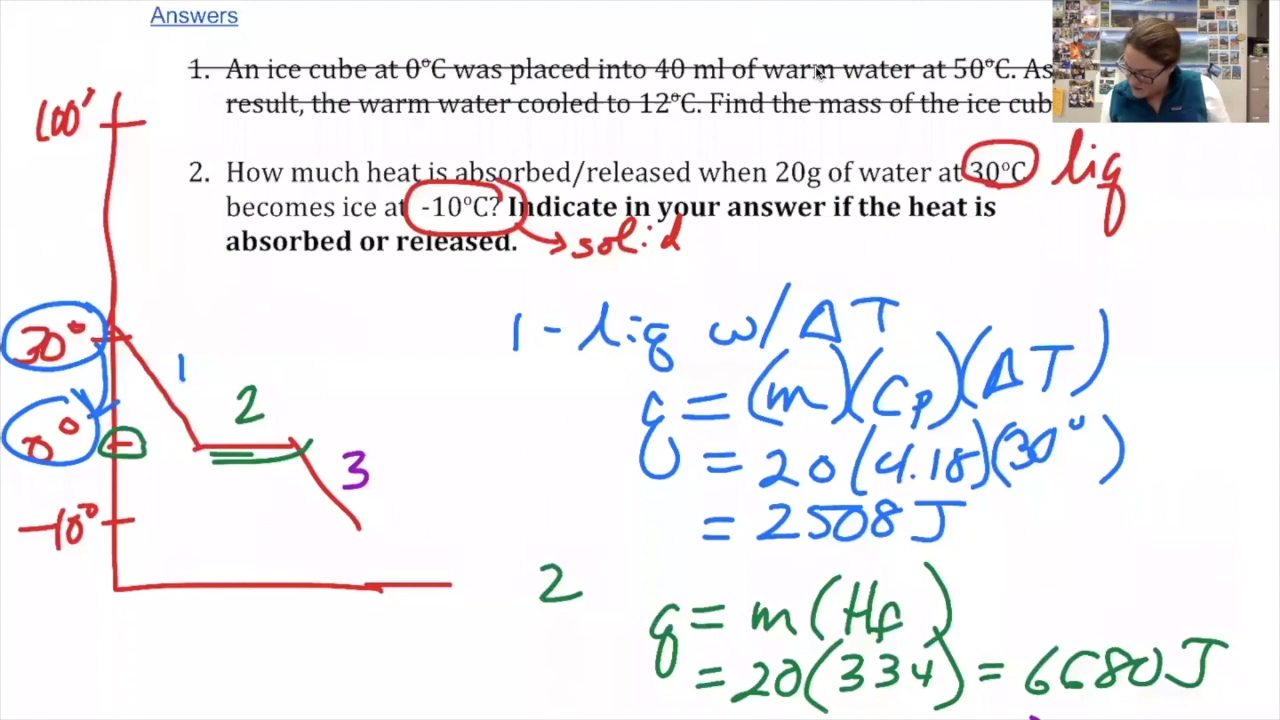 Answers
1. An ice cube at 0°C was placed into 40 ml of warm water at 50°C. As
result, the warm water cooled to 12°C. Find the mass of the ice cub
100°
2. How much heat is absorbed/released when 20g of water at 30°C liq
becomes ice at -10°C? Indicate in your answer if the heat is
absorbed or released. solid
1 - liq w/ ΔT
30° 1
q = (m)(Cp)(ΔT)
2
0°
= 20(4.18)(30°)
3
-10°
= 2508 J
2
q = m(Hf)
= 20(334) = 6680J